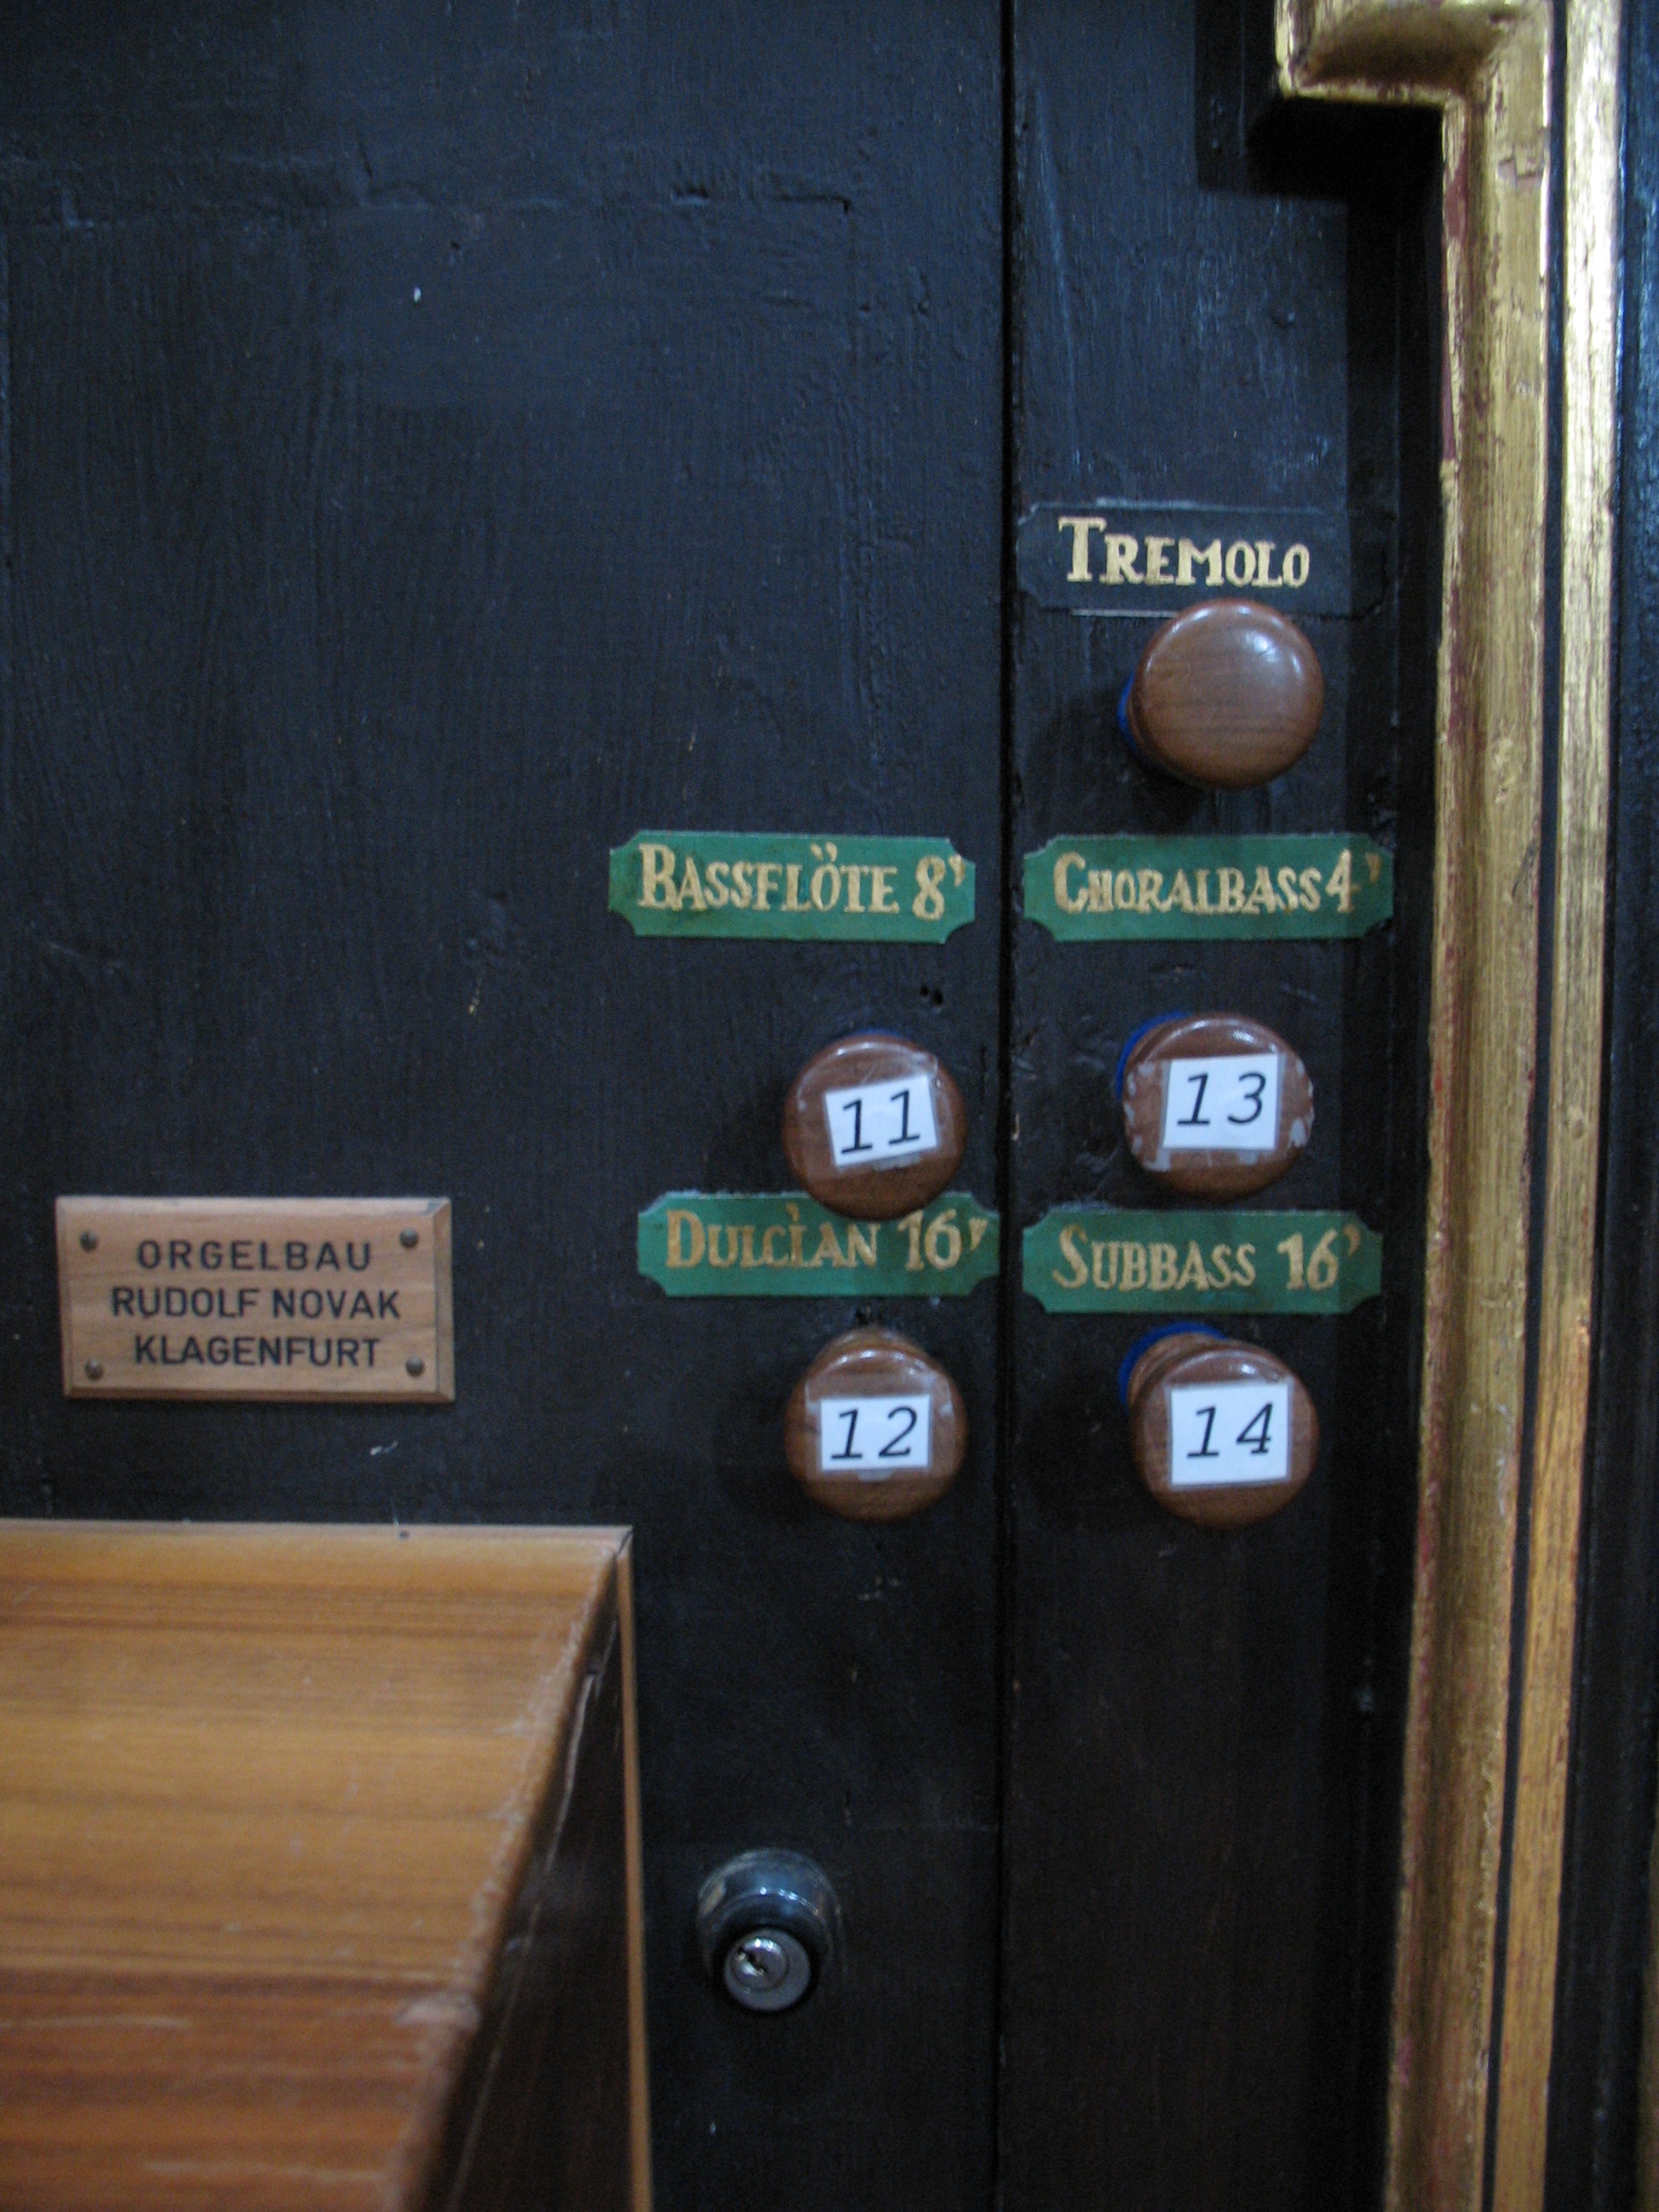 TREMOLO
BASSFLÖTE 8'
CHORALBASS 4'
11
13
DULCIAN 16'
SUBBASS 16'
12
14
ORGELBAU
RUDOLF NOVAK
KLAGENFURT